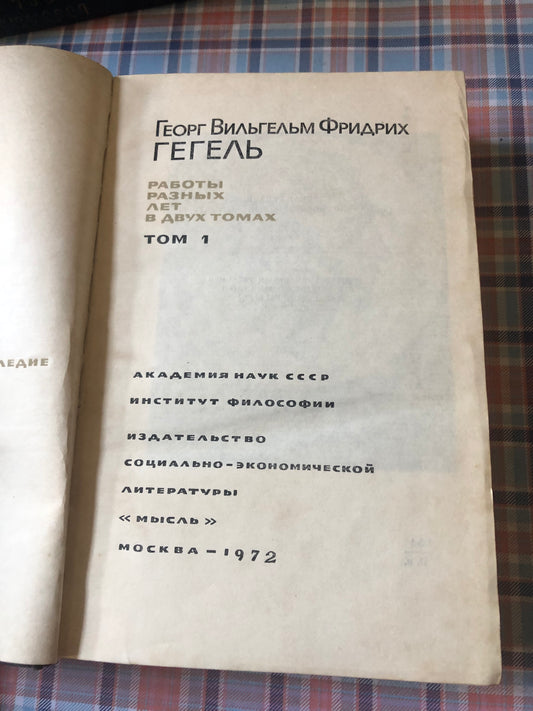 ЛЕДИЕ
Георг Вильгельм Фридрих
ГЕГЕЛЬ
РАБОТЫ
РАЗНЫХ
ЛЕТ
В ДВУХ ТОМАХ
ТОМ 1
АКАДЕМИЯ НАУК СССР
ИНСТИТУТ ФИЛОСОФИИ
ИЗДАТЕЛЬСТВО
СОЦИАЛЬНО-ЭКОНОМИЧЕСКОЙ
ЛИТЕРАТУРЫ
«МЫСЛЬ»
МОСКВА – 1972